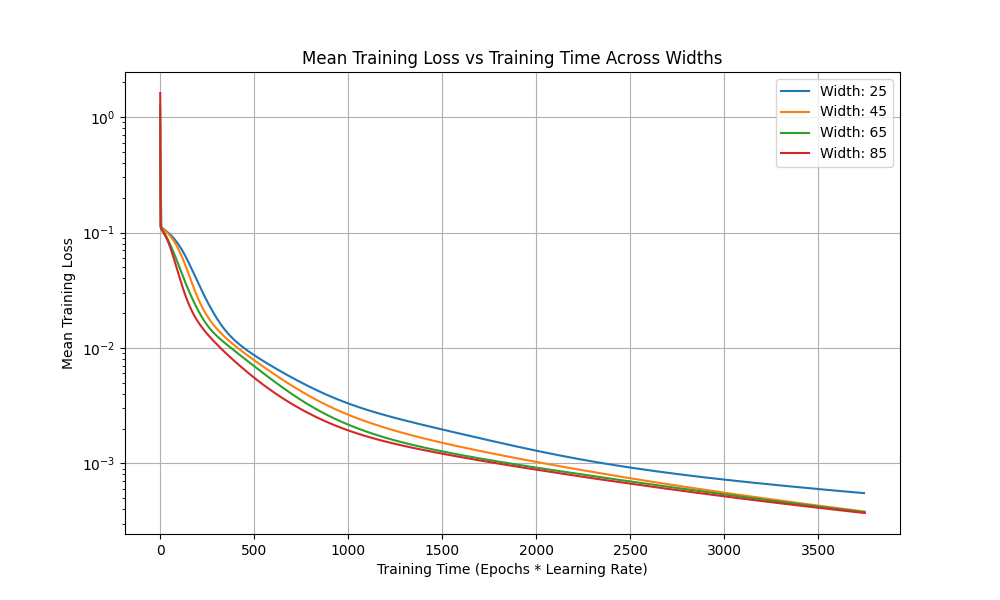 Mean Training Loss vs Training Time Across Widths
Width: 25
Width: 45
Width: 65
Width: 85
10⁰
10⁻¹
10⁻²
10⁻³
Mean Training Loss
0 500 1000 1500 2000 2500 3000 3500
Training Time (Epochs * Learning Rate)